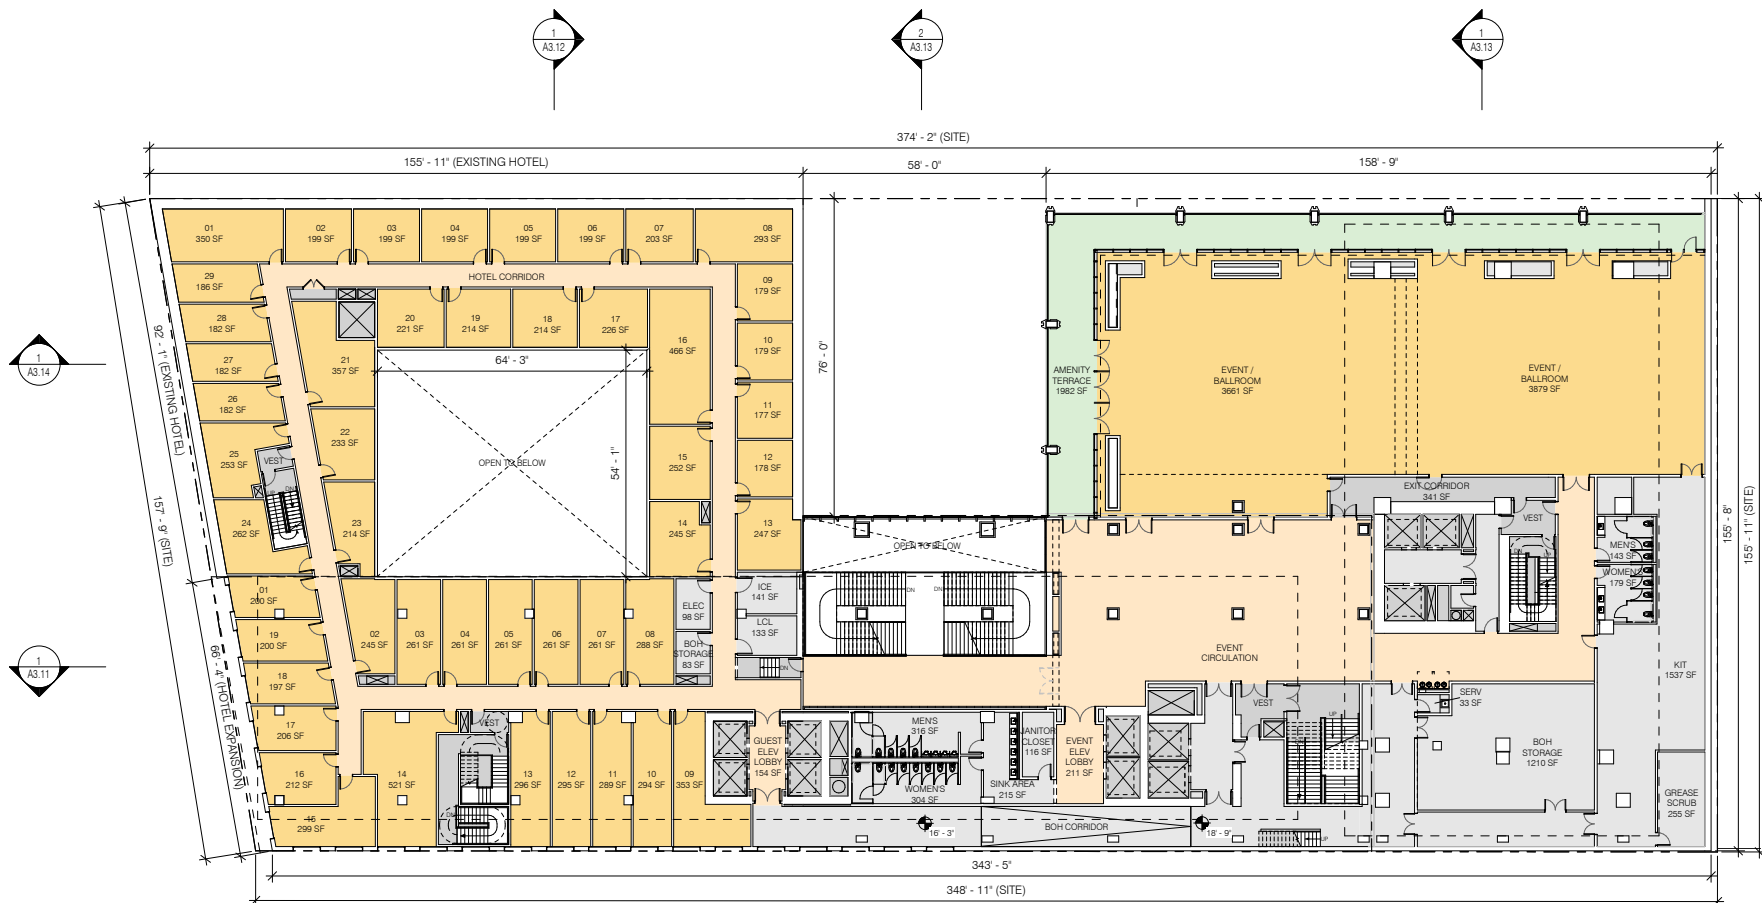 1
A3.12
2
A3.13
1
A3.13
374' - 2" (SITE)
155' - 11" (EXISTING HOTEL)
58' - 0"
158' - 9"
01
350 SF
02
199 SF
03
199 SF
04
199 SF
05
199 SF
06
199 SF
07
203 SF
08
293 SF
HOTEL CORRIDOR
29
186 SF
28
182 SF
27
182 SF
26
182 SF
25
253 SF
24
262 SF
VEST
UP
DN
20
221 SF
19
214 SF
18
214 SF
17
226 SF
16
466 SF
09
179 SF
10
179 SF
11
177 SF
12
178 SF
13
247 SF
21
357 SF
22
233 SF
23
214 SF
15
252 SF
14
245 SF
64' - 3"
54' - 1"
OPEN TO BELOW
76' - 0"
1
A3.14
92' - 1" (EXISTING HOTEL)
157' - 9" (SITE)
66' - 4" (HOTEL EXPANSION)
1
A3.11
AMENITY
TERRACE
1982 SF
EVENT /
BALLROOM
3661 SF
EVENT /
BALLROOM
3879 SF
EXIT CORRIDOR
341 SF
VEST
DN
UP
MEN'S
143 SF
WOMEN'S
179 SF
155' - 8"
155' - 1" (SITE)
OPEN TO BELOW
DN
DN
01
200 SF
19
200 SF
18
197 SF
17
206 SF
16
212 SF
15
299 SF
02
245 SF
03
261 SF
04
261 SF
05
261 SF
06
261 SF
07
261 SF
08
288 SF
ELEC
98 SF
BOH
STORAGE
83 SF
ICE
141 SF
LCL
133 SF
DN
EVENT
CIRCULATION
KIT
1537 SF
SERV
33 SF
14
521 SF
VEST
DN
13
296 SF
12
295 SF
11
289 SF
10
294 SF
09
353 SF
GUEST
ELEV
LOBBY
154 SF
MEN'S
316 SF
WOMEN'S
304 SF
JANITOR
CLOSET
116 SF
SINK AREA
215 SF
EVENT
ELEV
LOBBY
211 SF
VEST
UP
BOH
STORAGE
1210 SF
GREASE
SCRUB
255 SF
16' - 3"
BOH CORRIDOR
18' - 9"
UP
343' - 5"
348' - 11" (SITE)